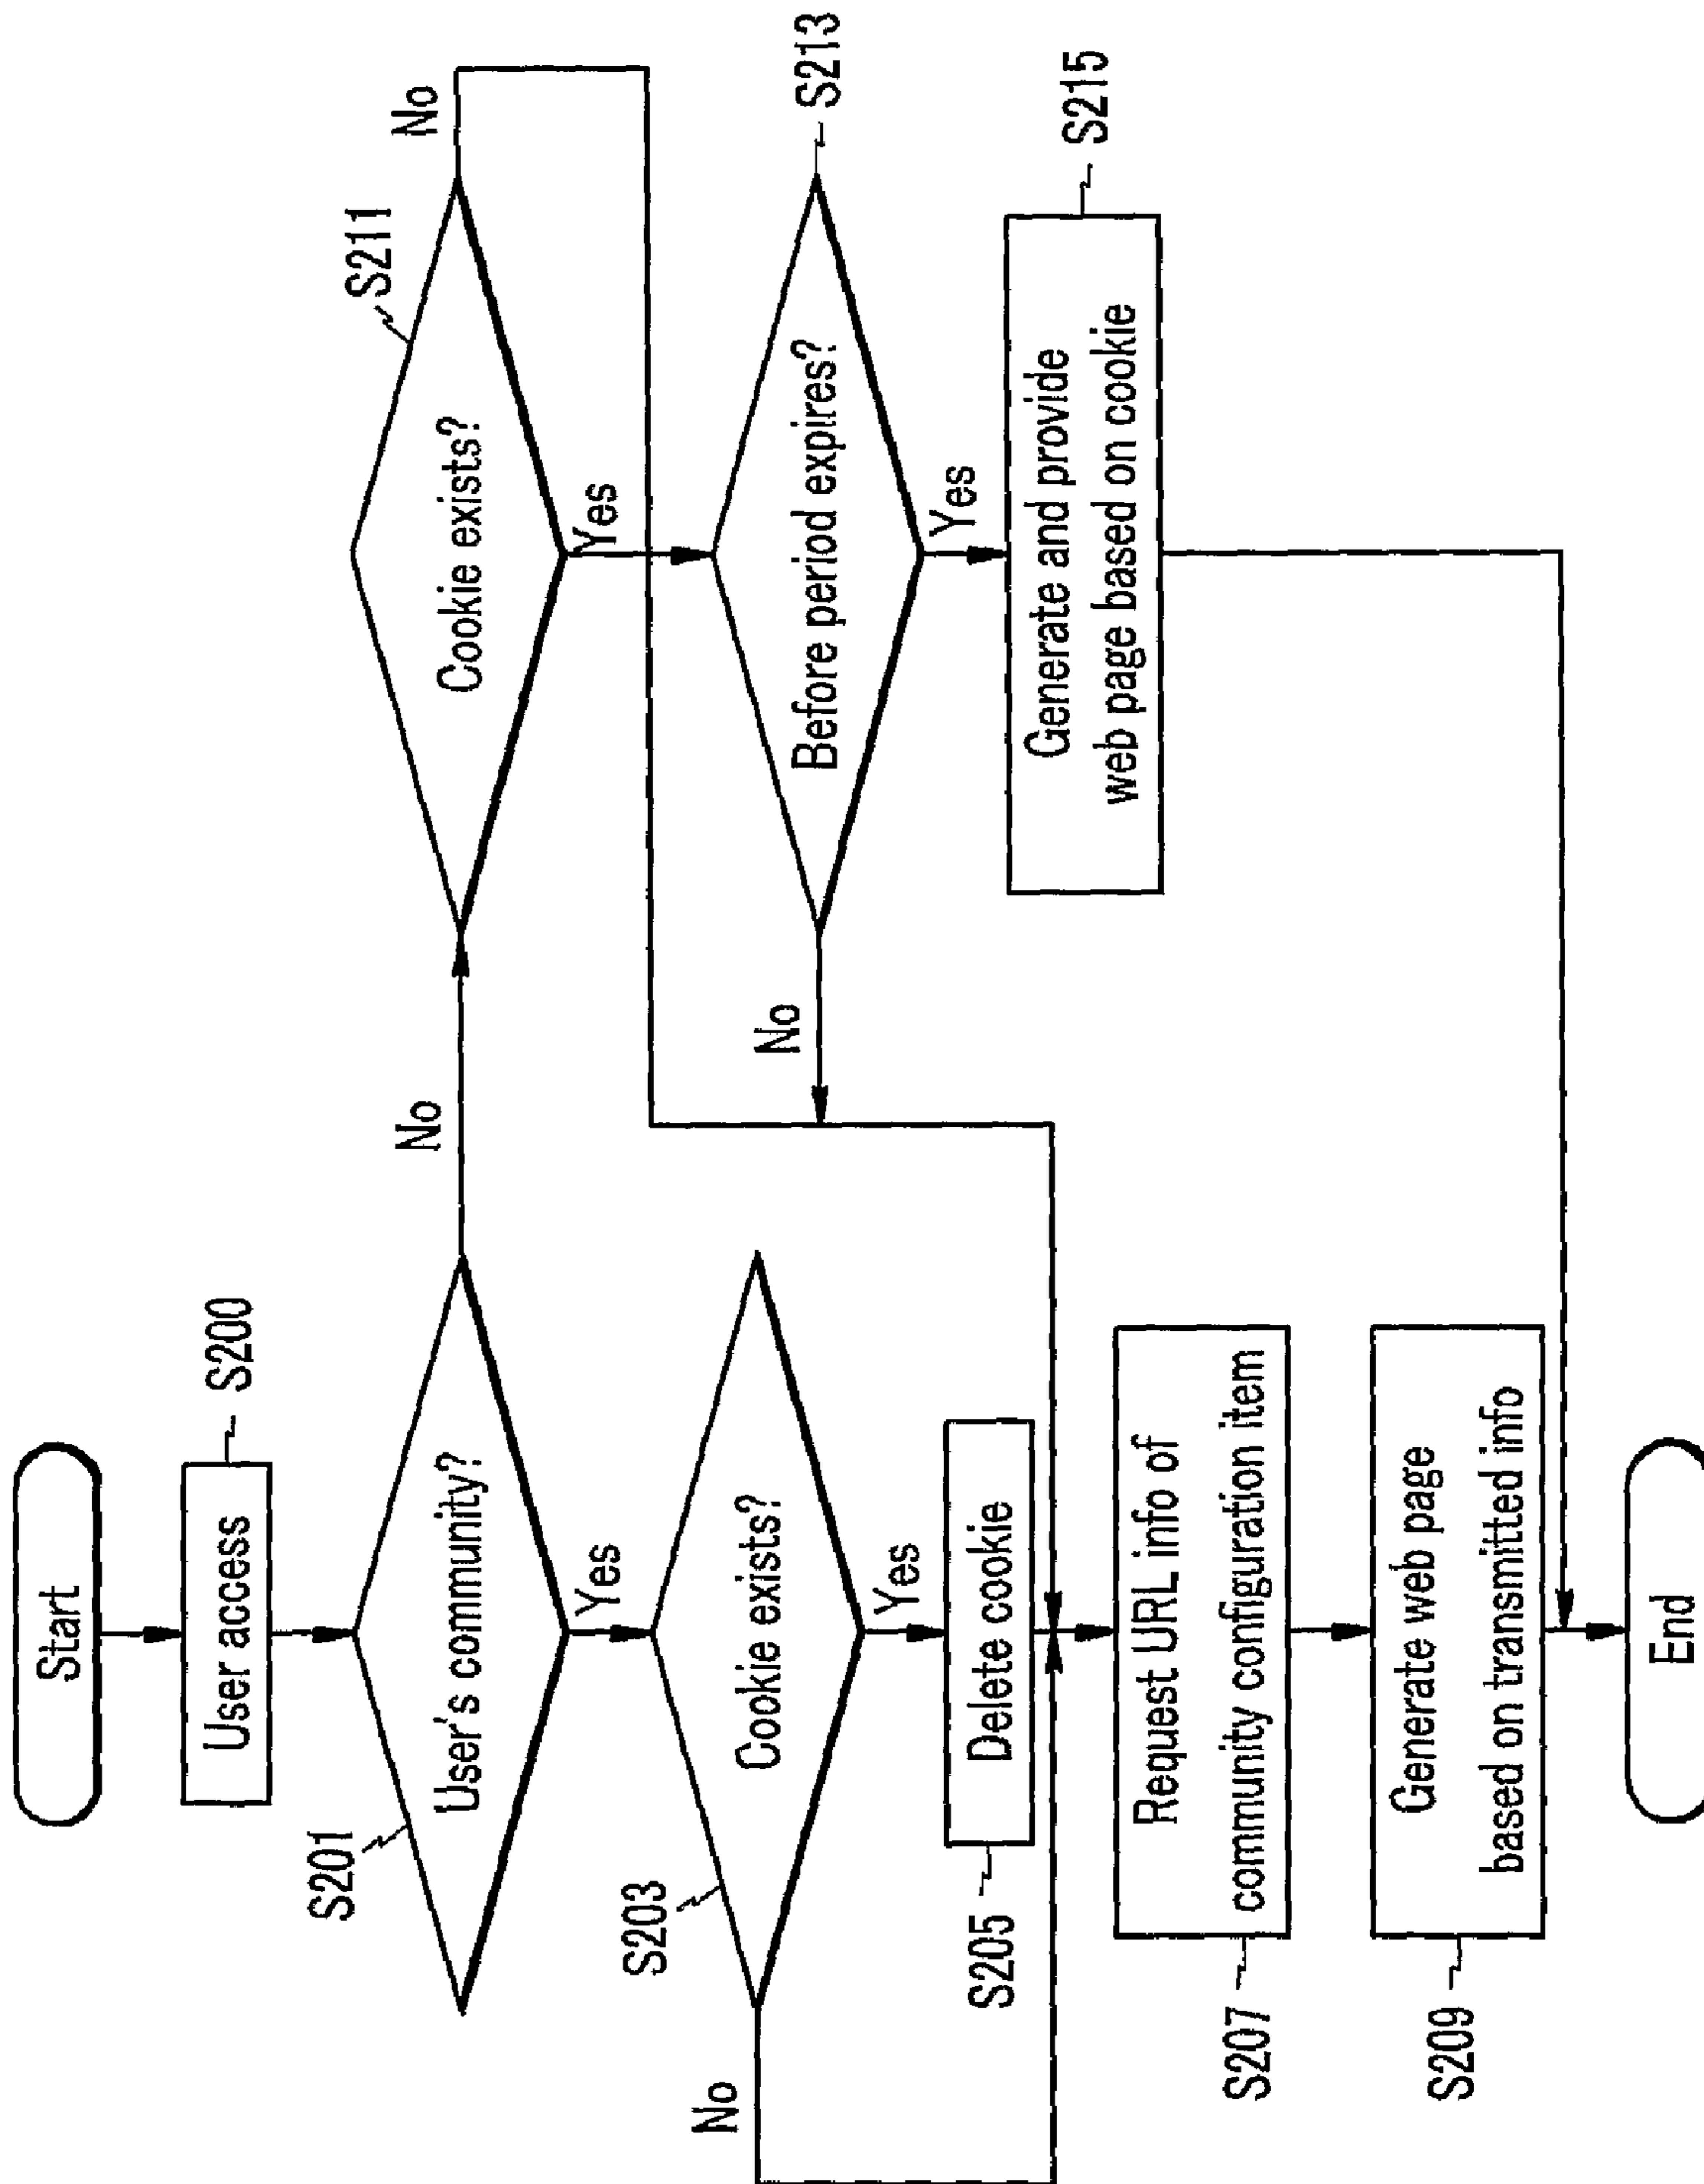 Start
User access
S200
S201
User's community?
No
Yes
S203
Cookie exists?
No
Yes
S205
Delete cookie
S207
Request URL info of
community configuration item
S209
Generate web page
based on transmitted info
End
S211
Cookie exists?
No
Yes
S213
Before period expires?
No
Yes
S215
Generate and provide
web page based on cookie